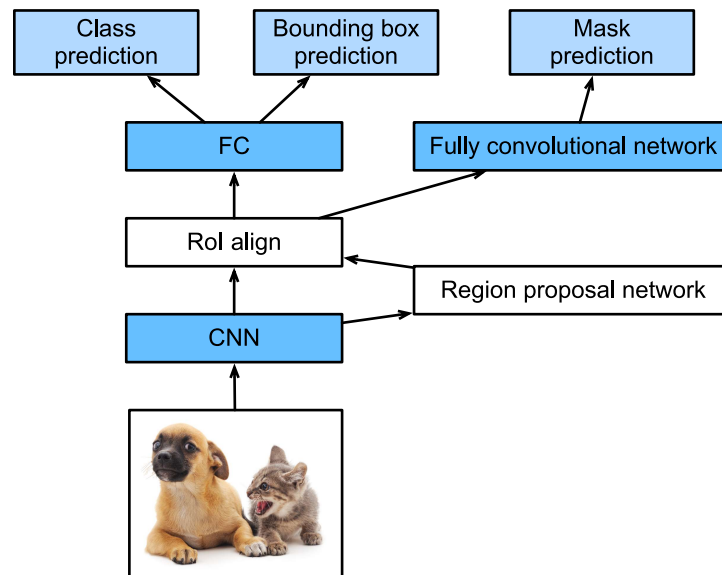 Class
prediction
Bounding box
prediction
Mask
prediction
FC
Fully convolutional network
RoI align
Region proposal network
CNN